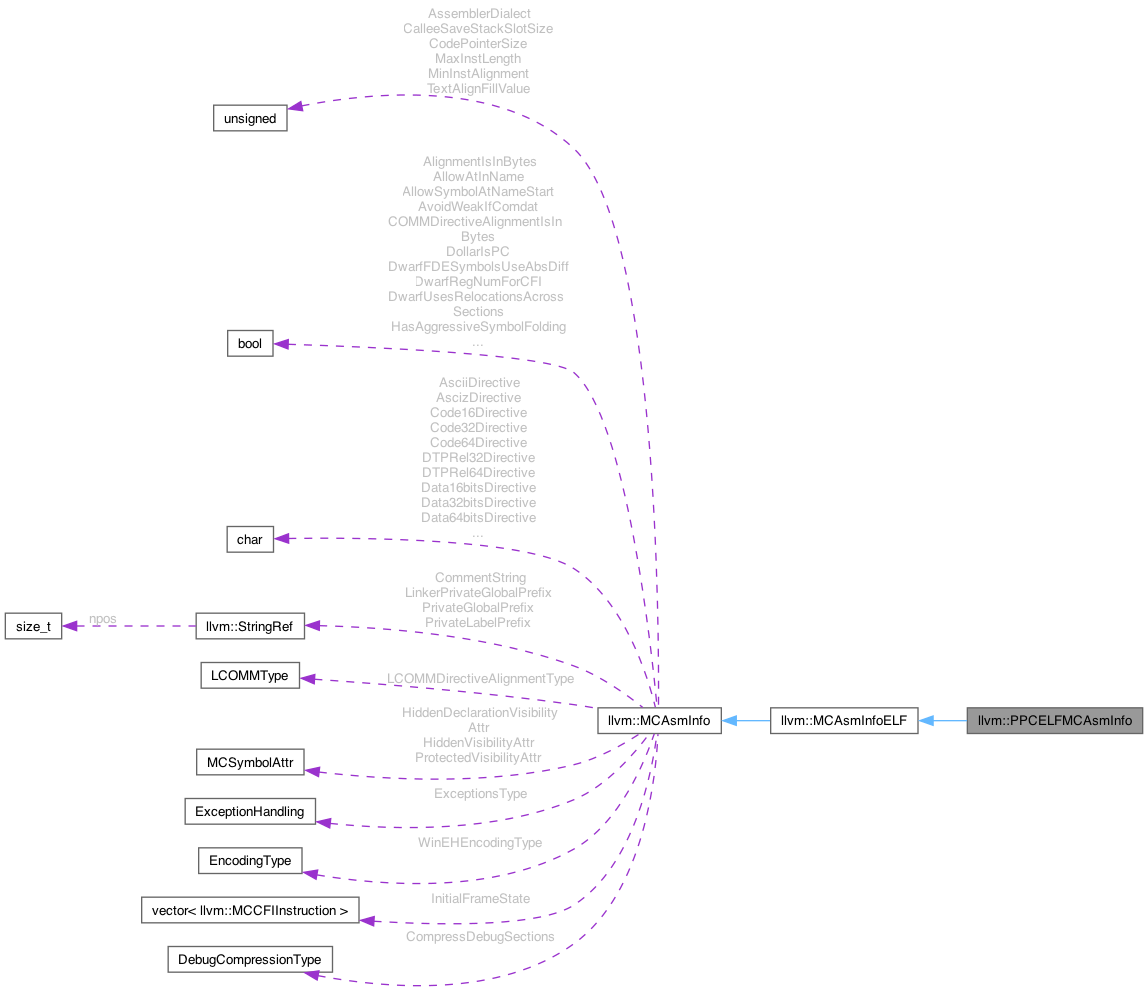 AssemblerDialect
CalleeSaveStackSlotSize
CodePointerSize
MaxInstLength
MinInstAlignment
TextAlignFillValue
unsigned
AlignmentIsInBytes
AllowAtInName
AllowSymbolAtNameStart
AvoidWeakIfComdat
COMMDirectiveAlignmentIsIn
Bytes
DollarIsPC
DwarfFDESymbolsUseAbsDiff
DwarfRegNumForCFI
DwarfUsesRelocationsAcross
Sections
HasAggressiveSymbolFolding
...
bool
AsciiDirective
AscizDirective
Code16Directive
Code32Directive
Code64Directive
DTPRel32Directive
DTPRel64Directive
Data16bitsDirective
Data32bitsDirective
Data64bitsDirective
...
char
CommentString
LinkerPrivateGlobalPrefix
PrivateGlobalPrefix
PrivateLabelPrefix
size_t
npos
llvm::StringRef
LCOMMType
LCOMMDirectiveAlignmentType
HiddenDeclarationVisibility
Attr
HiddenVisibilityAttr
ProtectedVisibilityAttr
llvm::MCAsmInfo
llvm::MCAsmInfoELF
llvm::PPCELFMCAsmInfo
MCSymbolAttr
ExceptionsType
ExceptionHandling
WinEHEncodingType
EncodingType
InitialFrameState
vector< llvm::MCCFIInstruction >
CompressDebugSections
DebugCompressionType